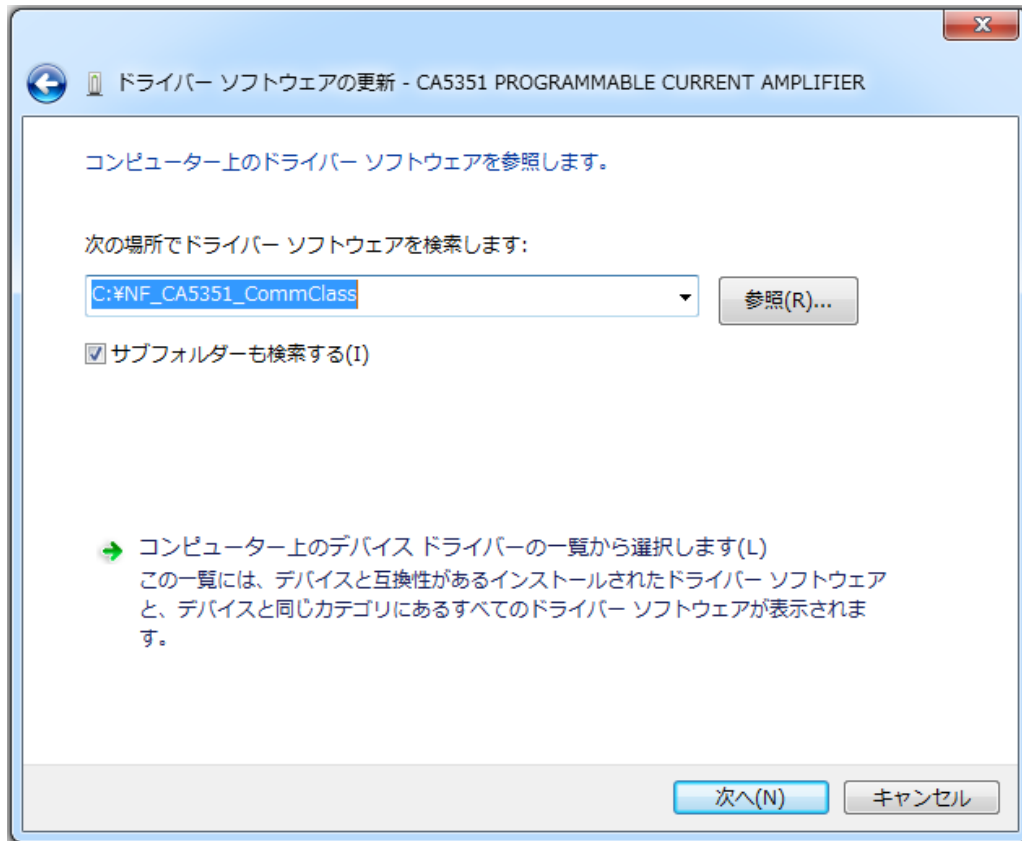 ドライバー ソフトウェアの更新 - CA5351 PROGRAMMABLE CURRENT AMPLIFIER
コンピューター上のドライバー ソフトウェアを参照します。
次の場所でドライバー ソフトウェアを検索します:
C:¥NF_CA5351_CommClass
参照(R)...
サブフォルダーも検索する(I)
コンピューター上のデバイス ドライバーの一覧から選択します(L)
この一覧には、デバイスと互換性があるインストールされたドライバー ソフトウェア
と、デバイスと同じカテゴリにあるすべてのドライバー ソフトウェアが表示されま
す。
次へ(N)
キャンセル